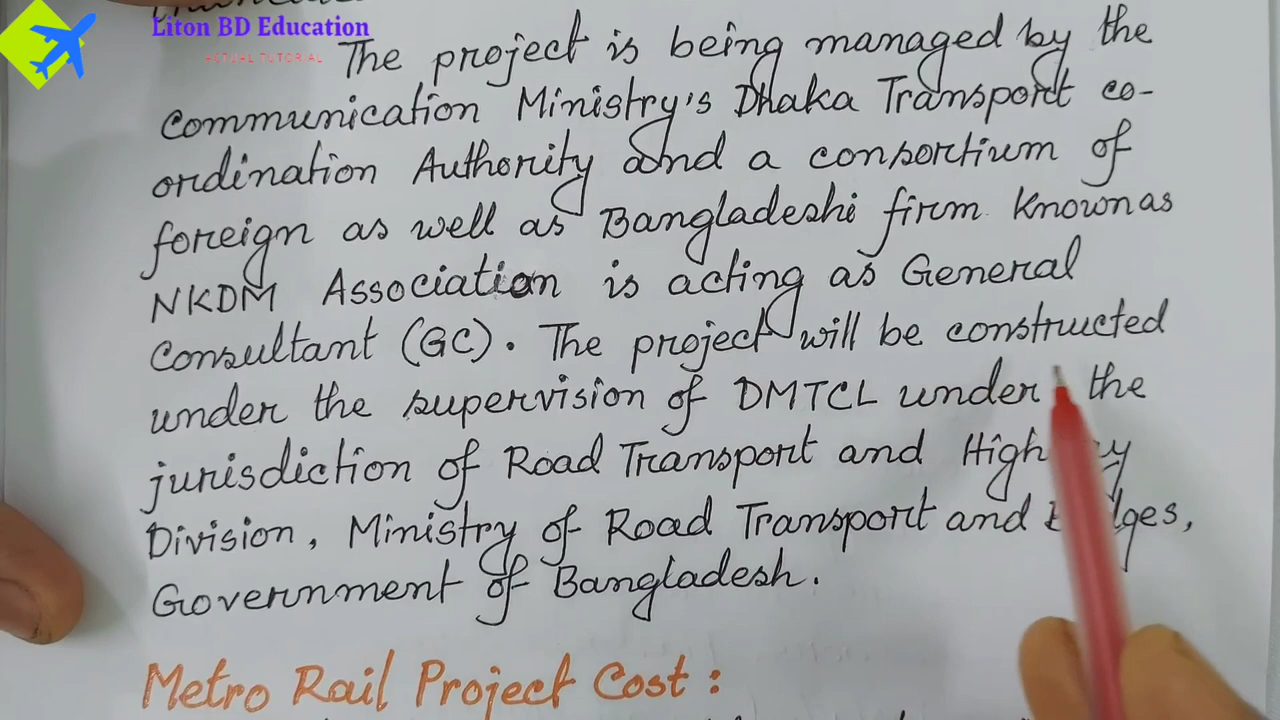 Liton BD Education
ACTUAL TUTORIAL
The project is being managed by the
communication Ministry's Dhaka Transport co-
ordination Authority and a consortium of
foreign as well as Bangladeshi firm known as
NKDM Association is acting as General
Consultant (GC). The project will be constructed
under the supervision of DMTCL under the
jurisdiction of Road Transport and
Division, Ministry of Road Transport and
Government of Bangladesh.
Metro Rail Project Cost: